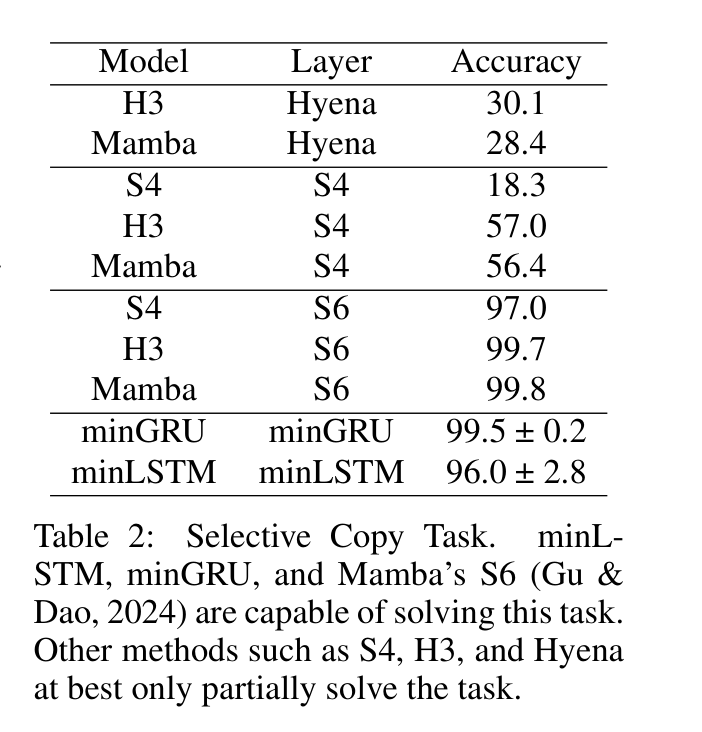 Model Layer Accuracy
H3 Hyena 30.1
Mamba Hyena 28.4
S4 S4 18.3
H3 S4 57.0
Mamba S4 56.4
S4 S6 97.0
H3 S6 99.7
Mamba S6 99.8
minGRU minGRU 99.5 ± 0.2
minLSTM minLSTM 96.0 ± 2.8
Table 2: Selective Copy Task. minL-
STM, minGRU, and Mamba's S6 (Gu &
Dao, 2024) are capable of solving this task.
Other methods such as S4, H3, and Hyena
at best only partially solve the task.